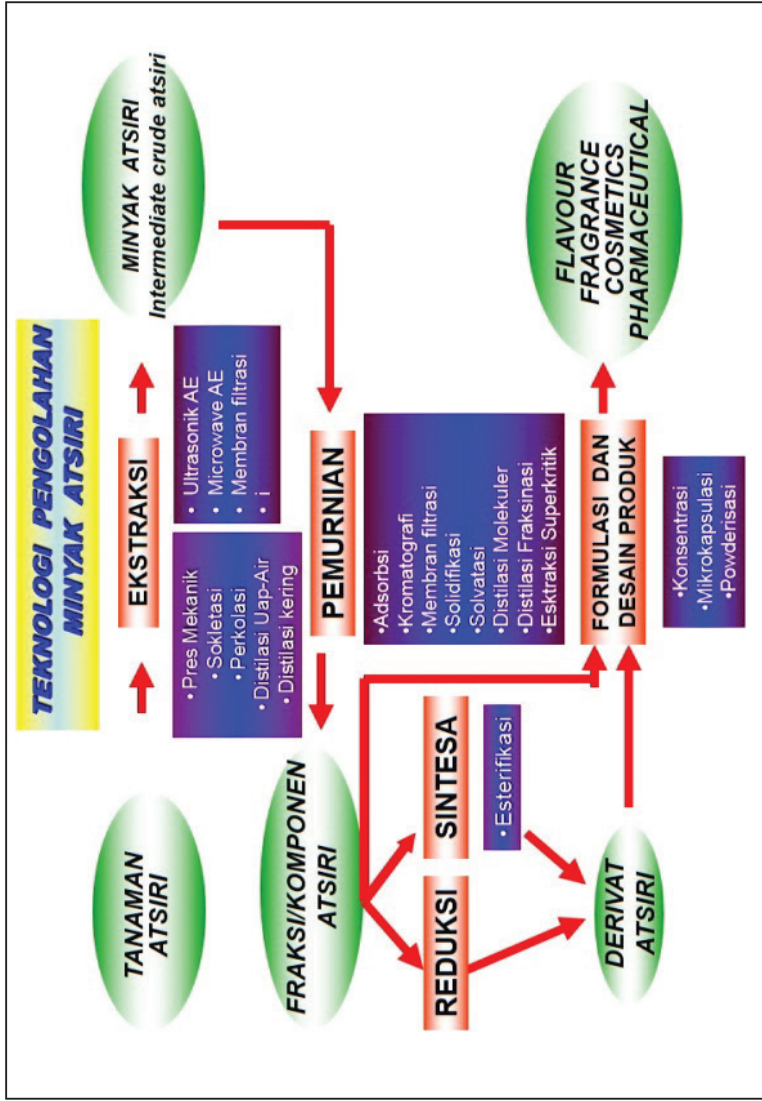 TEKNOLOGI PENGOLAHAN
MINYAK ATSIRI
TANAMAN
ATSIRI
EKSTRAKSI
MINYAK ATSIRI
Intermediate crude atsiri
• Pres Mekanik
• Sokletasi
• Perkolasi
• Distilasi Uap-Air
• Distilasi kering
• Ultrasonik AE
• Microwave AE
• Membran filtrasi
• i
FRAKSI/KOMPONEN
ATSIRI
PEMURNIAN
•Adsorbsi
•Kromatografi
•Membran filtrasi
•Solidifikasi
•Solvatasi
•Distilasi Molekuler
•Distilasi Fraksinasi
•Esktraksi Superkritik
REDUKSI
SINTESA
• Esterifikasi
DERIVAT
ATSIRI
FORMULASI DAN
DESAIN PRODUK
•Konsentrasi
•Mikrokapsulasi
•Powderisasi
FLAVOUR
FRAGRANCE
COSMETICS
PHARMACEUTICAL